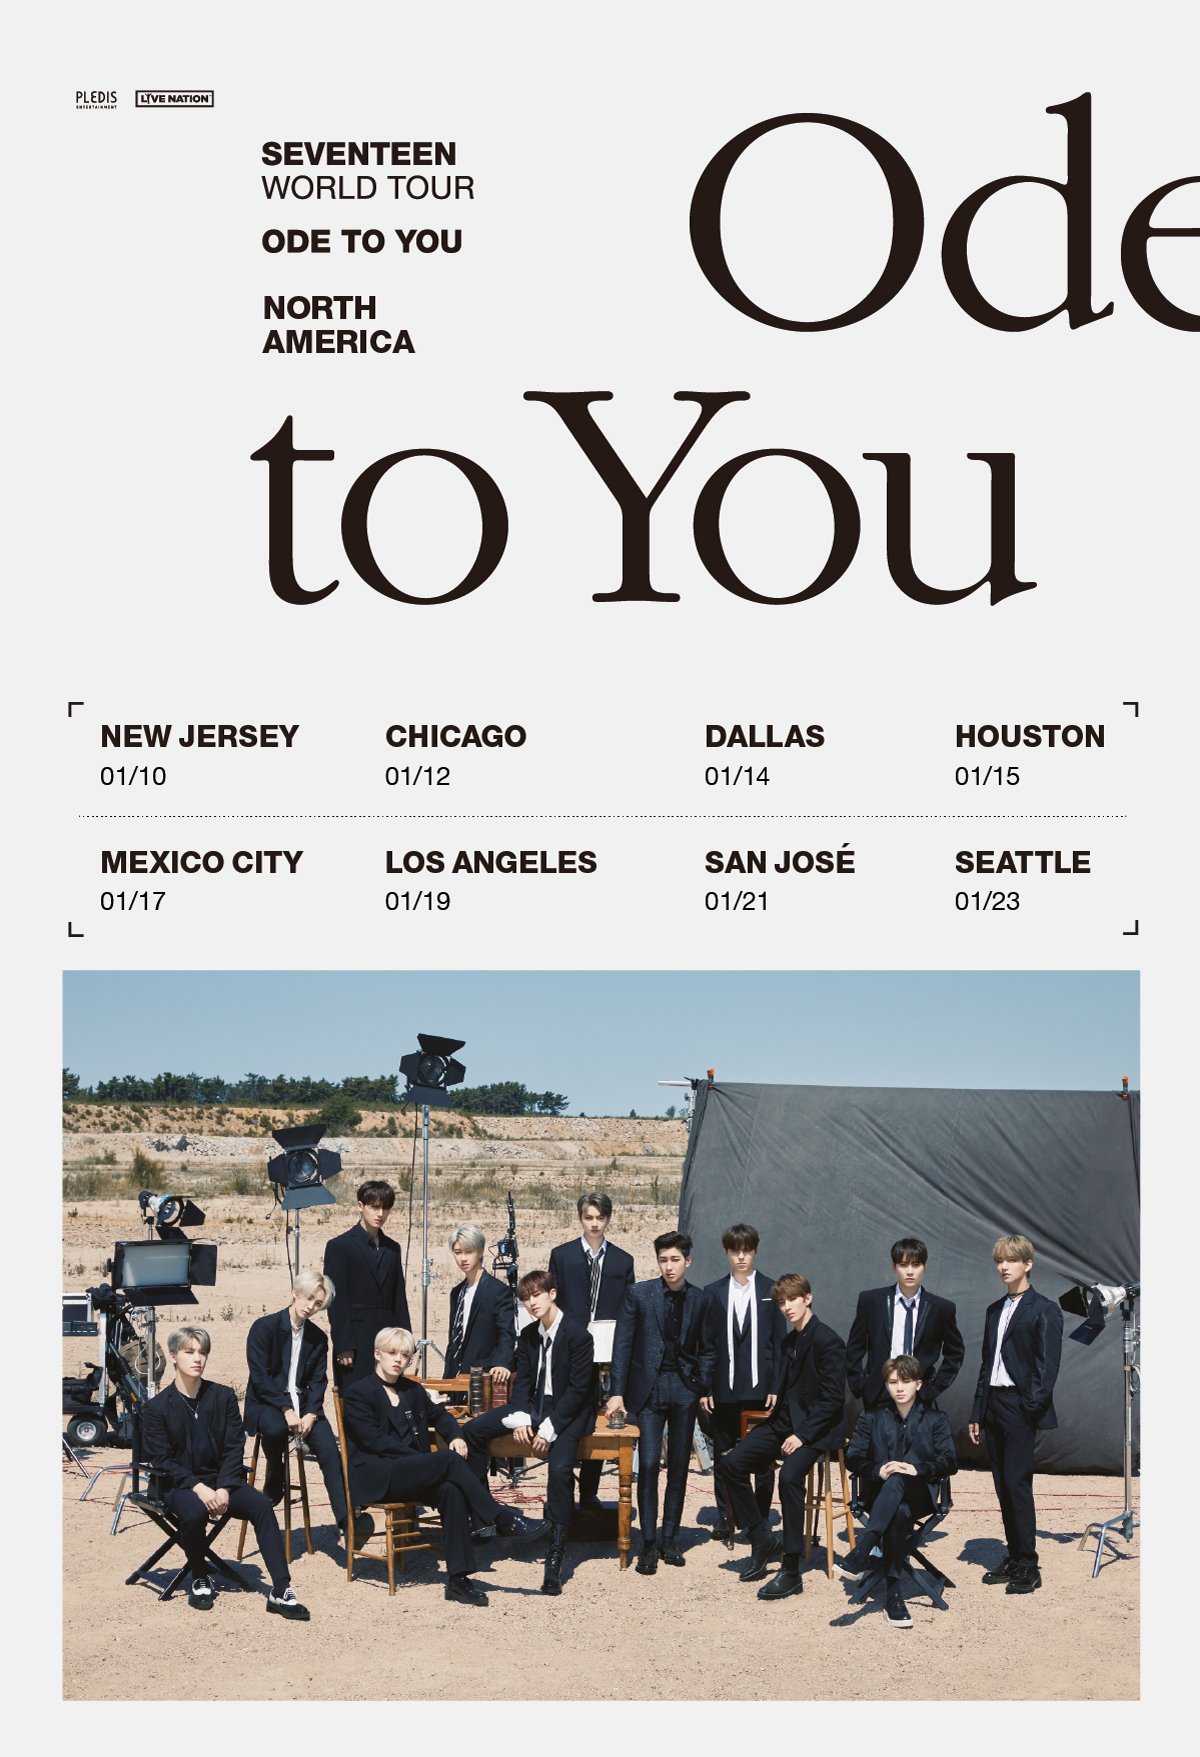 PLEDIS
ENTERTAINMENT
LIVE NATION
SEVENTEEN
WORLD TOUR
ODE TO YOU
NORTH
AMERICA
Ode
to You
NEW JERSEY
01/10
CHICAGO
01/12
DALLAS
01/14
HOUSTON
01/15
MEXICO CITY
01/17
LOS ANGELES
01/19
SAN JOSÉ
01/21
SEATTLE
01/23